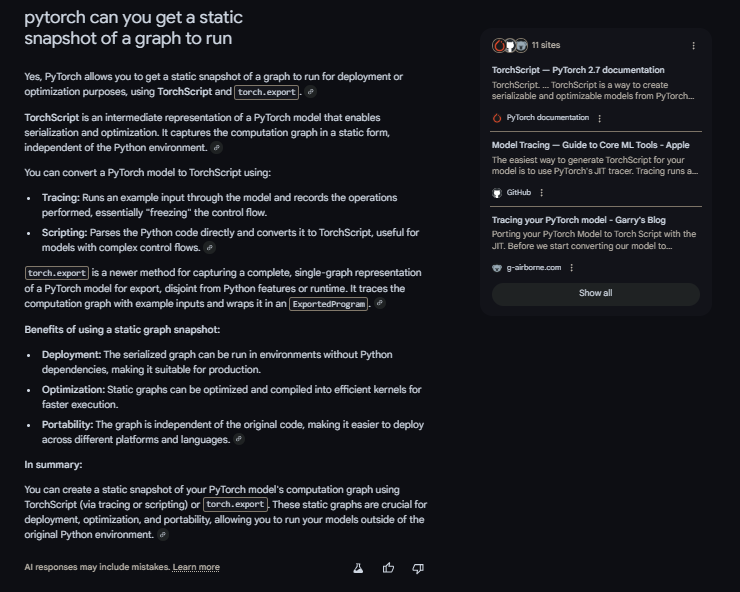 pytorch can you get a static
snapshot of a graph to run
Yes, PyTorch allows you to get a static snapshot of a graph to run for deployment or
optimization purposes, using TorchScript and torch.export.
TorchScript is an intermediate representation of a PyTorch model that enables
serialization and optimization. It captures the computation graph in a static form,
independent of the Python environment.
You can convert a PyTorch model to TorchScript using:
• Tracing: Runs an example input through the model and records the operations
performed, essentially "freezing" the control flow.
• Scripting: Parses the Python code directly and converts it to TorchScript, useful for
models with complex control flows.
torch.export is a newer method for capturing a complete, single-graph representation
of a PyTorch model for export, disjoint from Python features or runtime. It traces the
computation graph with example inputs and wraps it in an ExportedProgram.
Benefits of using a static graph snapshot:
• Deployment: The serialized graph can be run in environments without Python
dependencies, making it suitable for production.
• Optimization: Static graphs can be optimized and compiled into efficient kernels for
faster execution.
• Portability: The graph is independent of the original code, making it easier to deploy
across different platforms and languages.
In summary:
You can create a static snapshot of your PyTorch model's computation graph using
TorchScript (via tracing or scripting) or torch.export. These static graphs are crucial for
deployment, optimization, and portability, allowing you to run your models outside of the
original Python environment.
AI responses may include mistakes. Learn more
11 sites
TorchScript — PyTorch 2.7 documentation
TorchScript. ... TorchScript is a way to create
serializable and optimizable models from PyTorch...
PyTorch documentation
Model Tracing — Guide to Core ML Tools - Apple
The easiest way to generate TorchScript for your
model is to use PyTorch's JIT tracer. Tracing runs a...
GitHub
Tracing your PyTorch model - Garry's Blog
Porting your PyTorch Model to Torch Script with the
JIT. Before we start converting our model to...
g-airborne.com
Show all